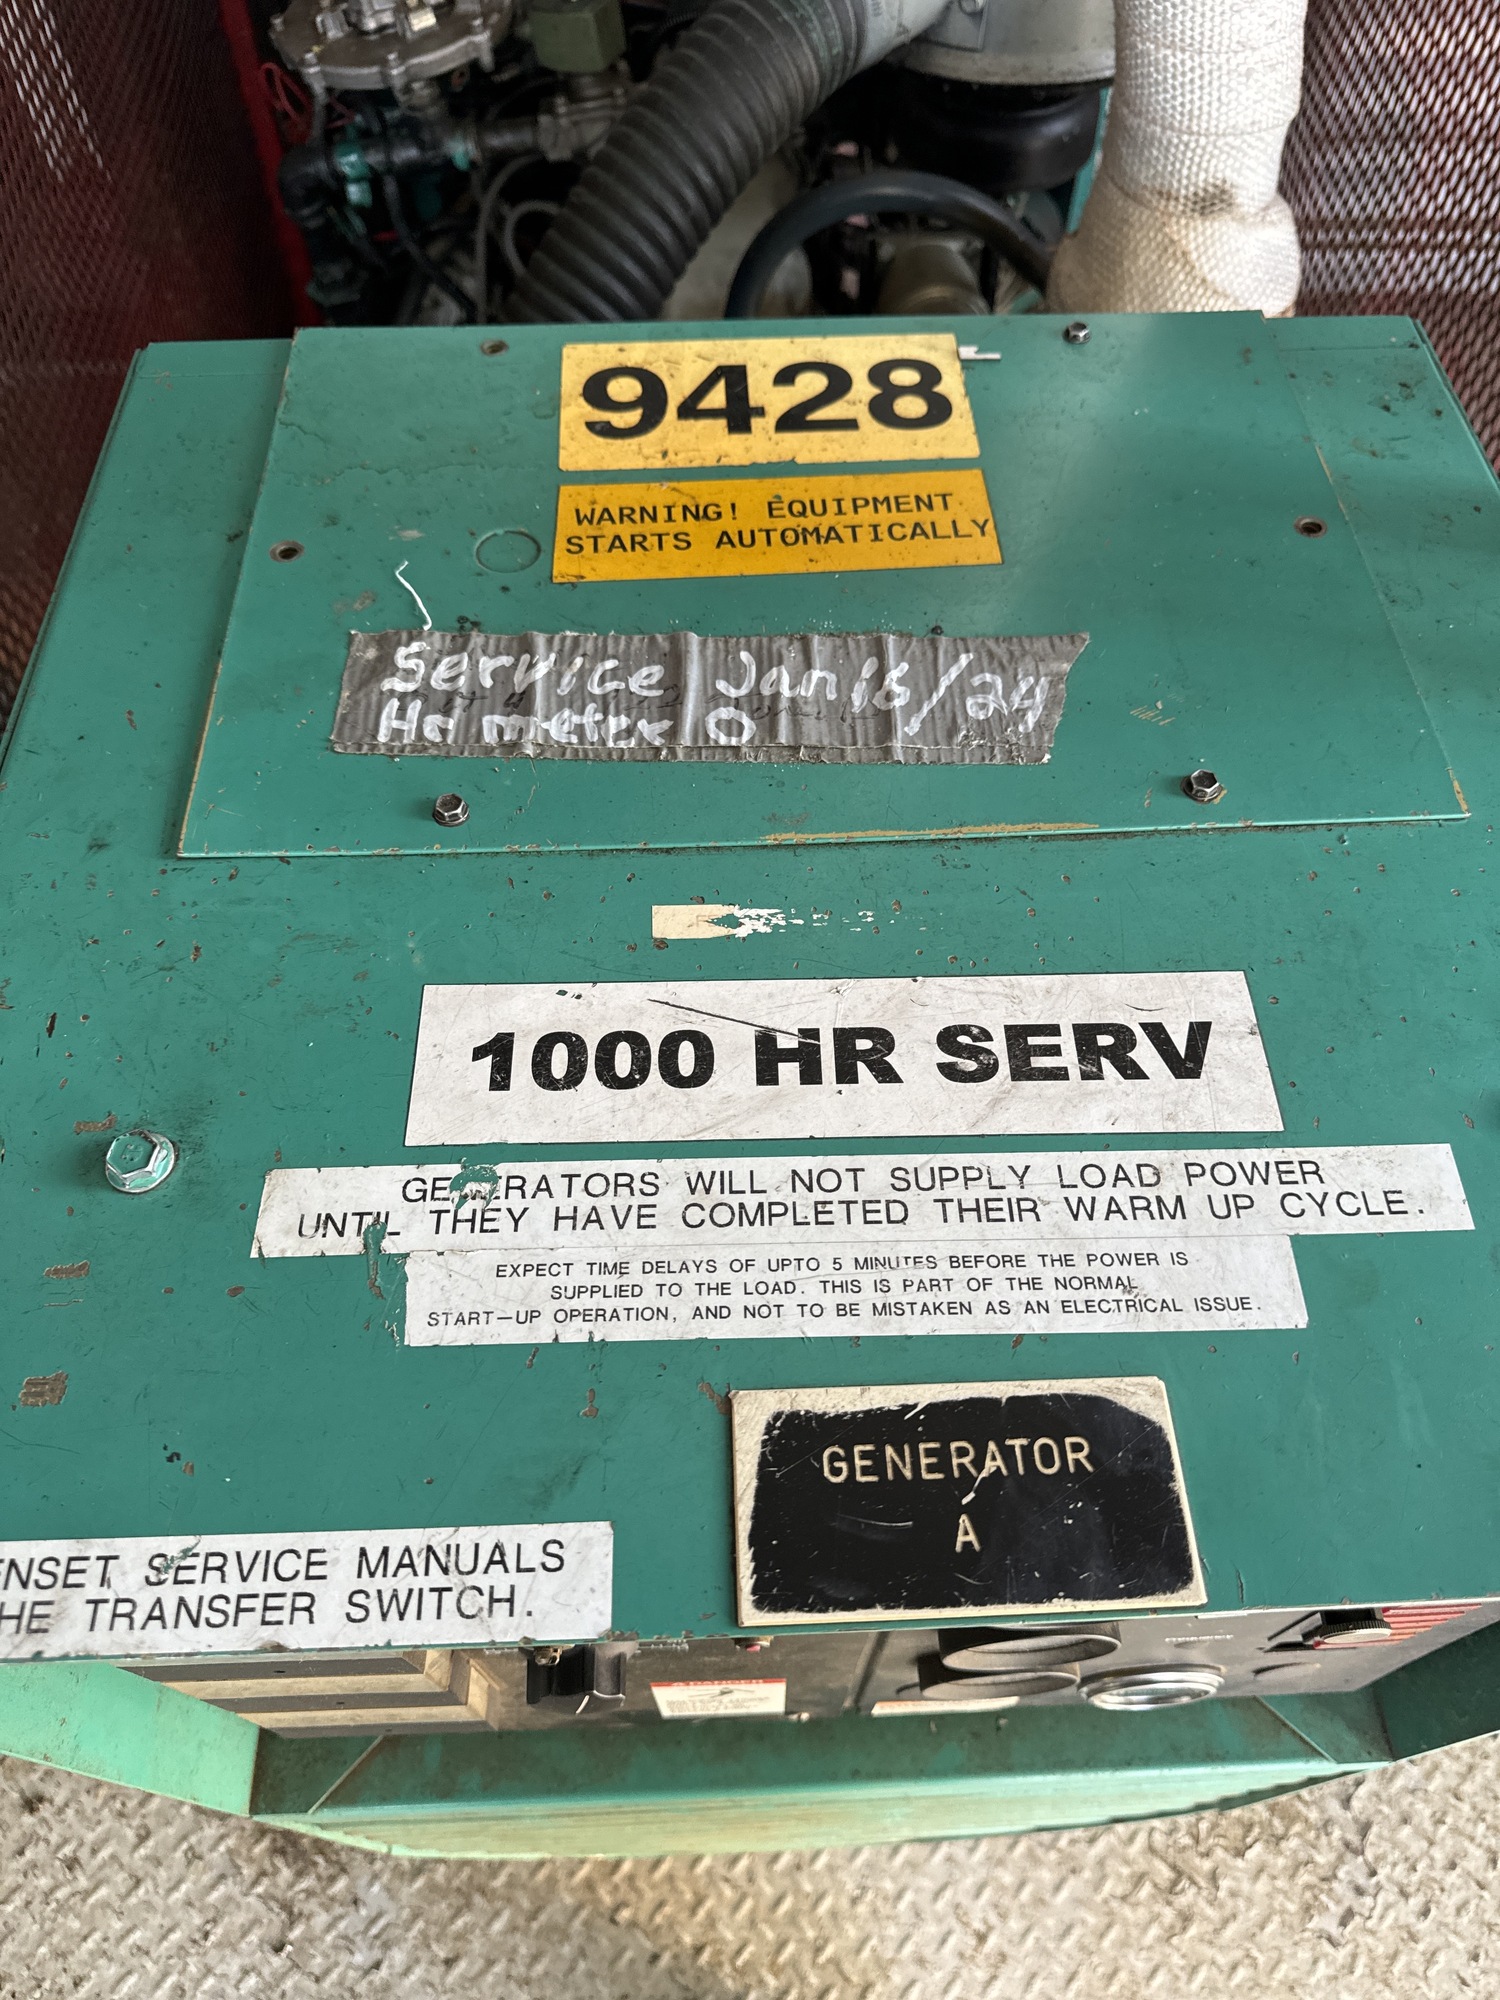 9428
WARNING! EQUIPMENT
STARTS AUTOMATICALLY
Service Jan 16/24
Hr meter 0
1000 HR SERV
GENERATORS WILL NOT SUPPLY LOAD POWER
UNTIL THEY HAVE COMPLETED THEIR WARM UP CYCLE.
EXPECT TIME DELAYS OF UPTO 5 MINUTES BEFORE THE POWER IS
SUPPLIED TO THE LOAD. THIS IS PART OF THE NORMAL
START-UP OPERATION, AND NOT TO BE MISTAKEN AS AN ELECTRICAL ISSUE.
GENERATOR
A
ENSET SERVICE MANUALS
HE TRANSFER SWITCH.
DANGER